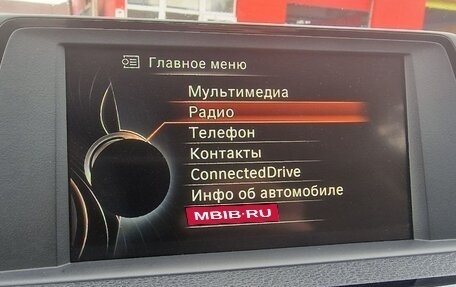 Главное меню
Мультимедиа
Радио
Телефон
Контакты
ConnectedDrive
Инфо об автомобиле
MBIB·RU